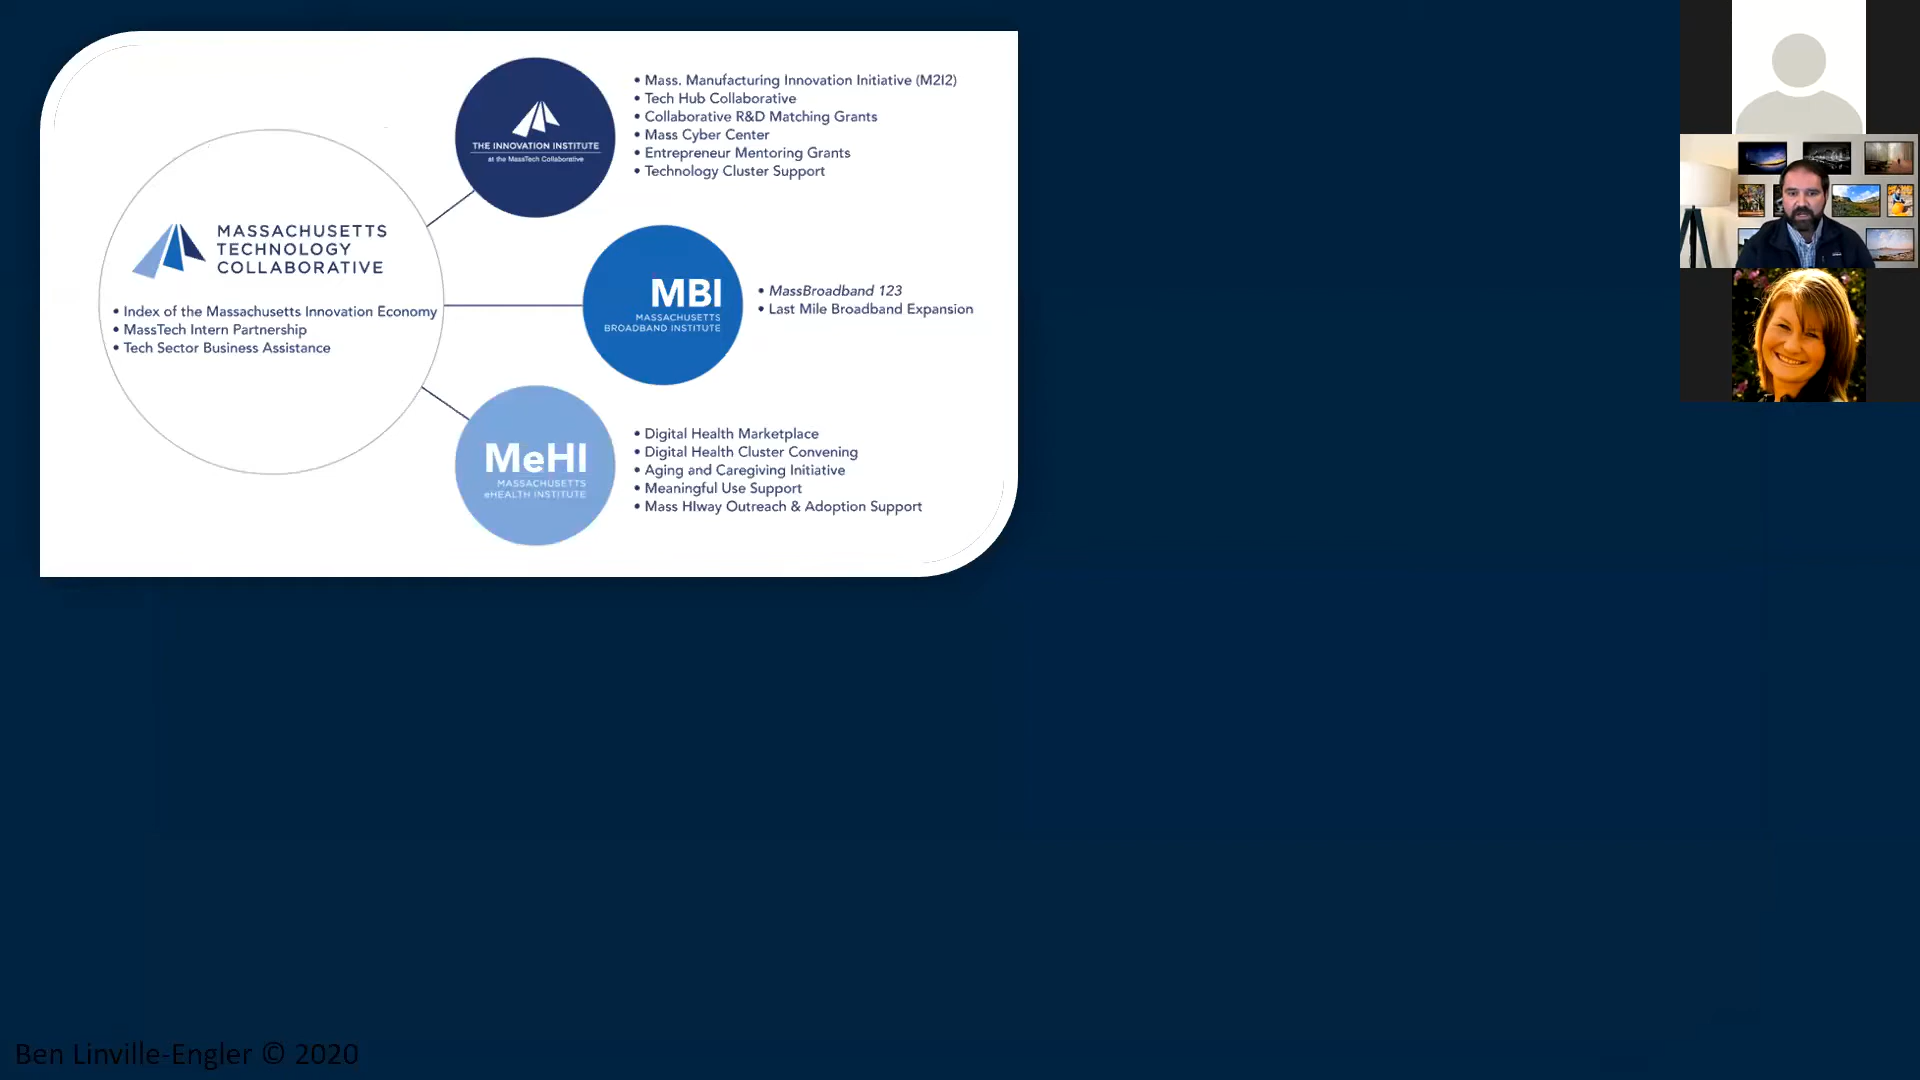 MASSACHUSETTS
TECHNOLOGY
COLLABORATIVE
• Index of the Massachusetts Innovation Economy
• MassTech Intern Partnership
• Tech Sector Business Assistance
THE INNOVATION INSTITUTE
at the MassTech Collaborative
• Mass. Manufacturing Innovation Initiative (M2I2)
• Tech Hub Collaborative
• Collaborative R&D Matching Grants
• Mass Cyber Center
• Entrepreneur Mentoring Grants
• Technology Cluster Support
MBI
MASSACHUSETTS
BROADBAND INSTITUTE
• MassBroadband 123
• Last Mile Broadband Expansion
MeHI
MASSACHUSETTS
eHEALTH INSTITUTE
• Digital Health Marketplace
• Digital Health Cluster Convening
• Aging and Caregiving Initiative
• Meaningful Use Support
• Mass HIway Outreach & Adoption Support
Ben Linville-Engler © 2020